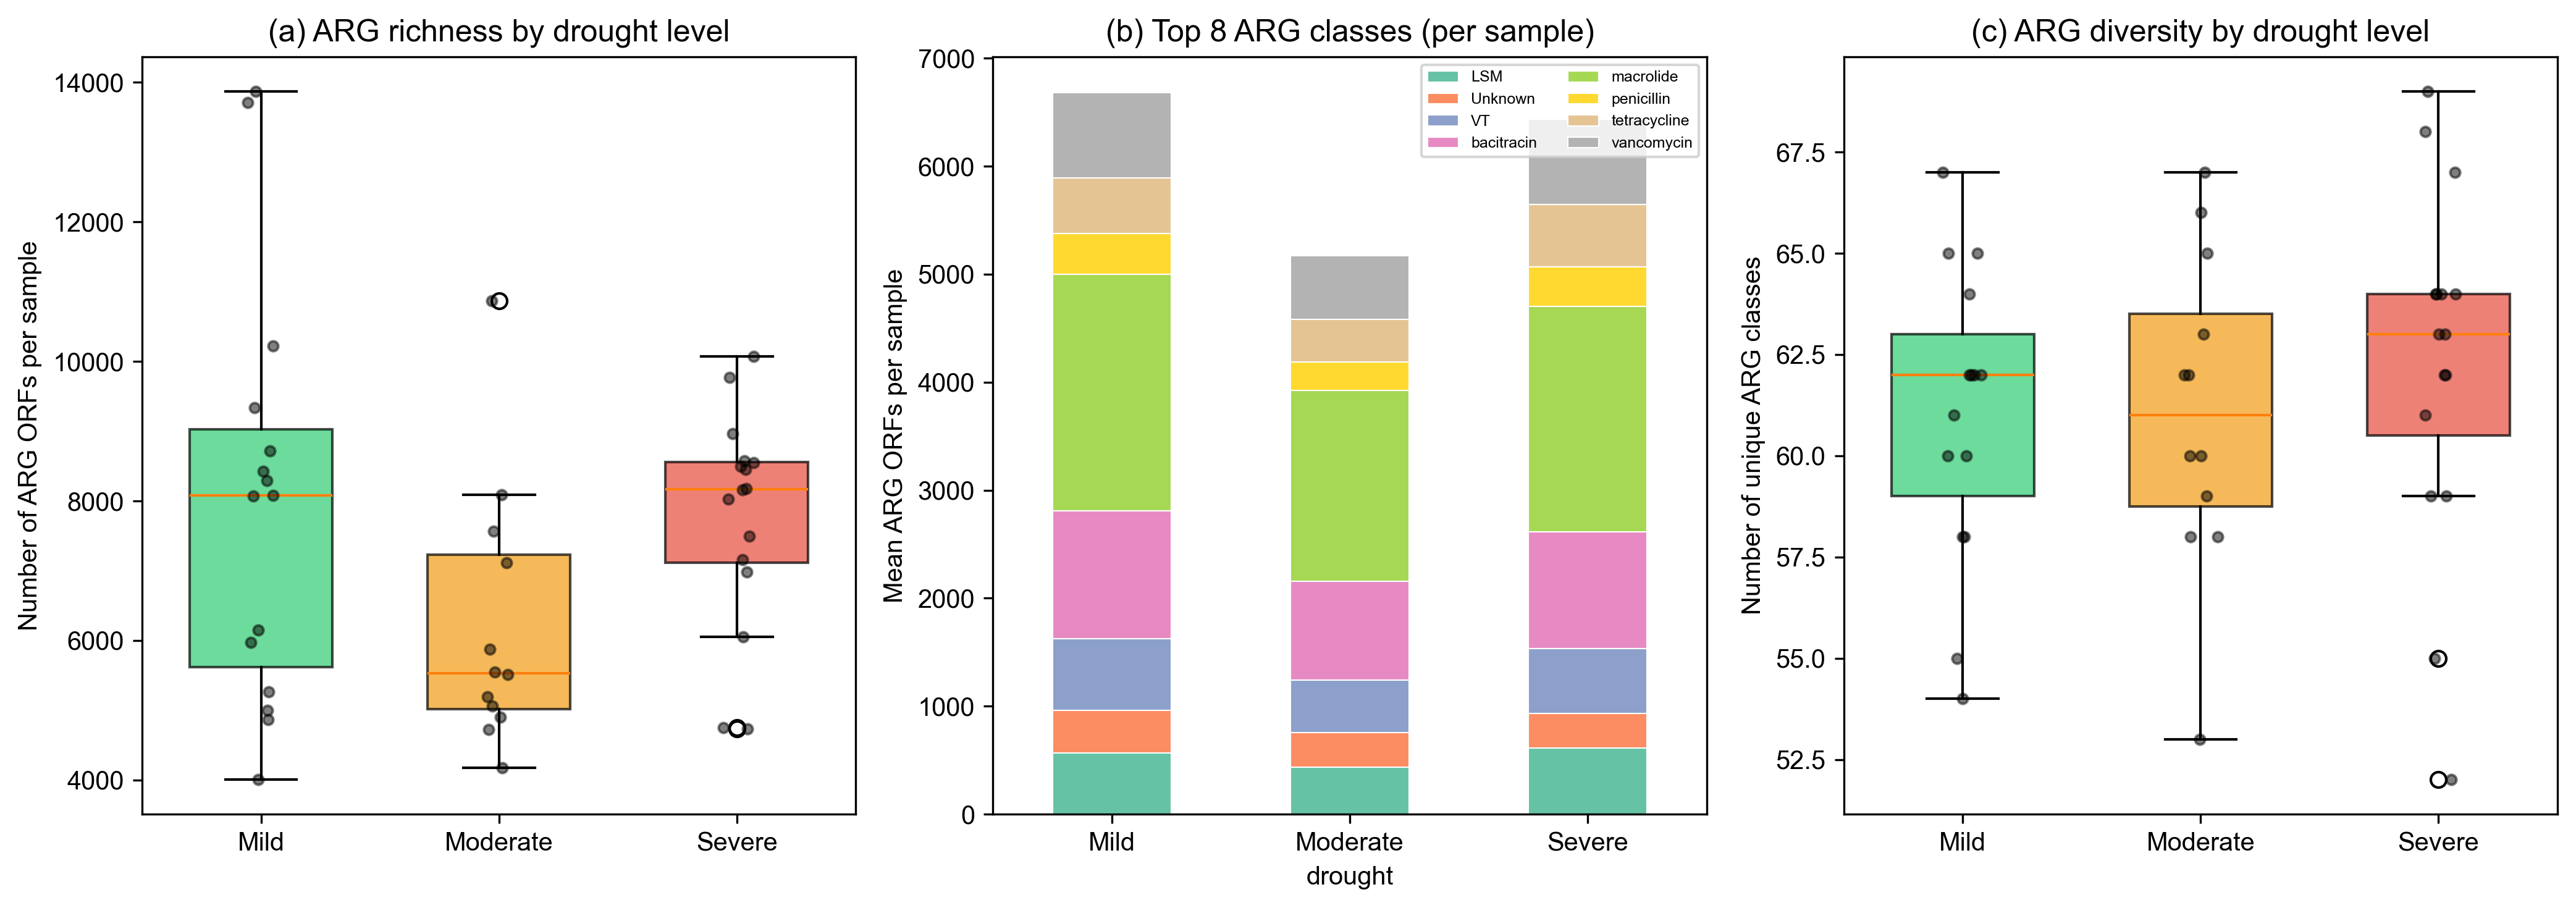 (a) ARG richness by drought level
Number of ARG ORFs per sample
14000
12000
10000
8000
6000
4000
Mild
Moderate
Severe
(b) Top 8 ARG classes (per sample)
Mean ARG ORFs per sample
7000
6000
5000
4000
3000
2000
1000
0
LSM
Unknown
VT
bacitracin
macrolide
penicillin
tetracycline
vancomycin
Mild
Moderate
Severe
drought
(c) ARG diversity by drought level
Number of unique ARG classes
67.5
65.0
62.5
60.0
57.5
55.0
52.5
Mild
Moderate
Severe